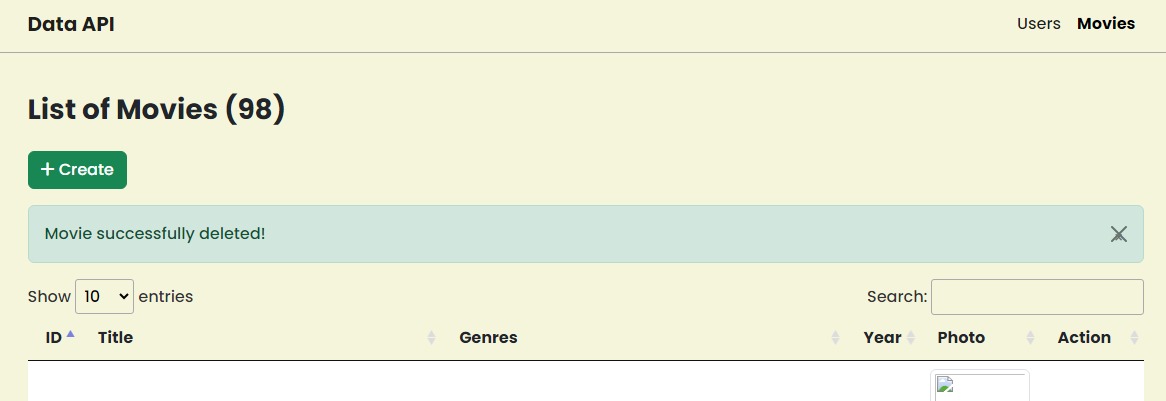 Data API Users Movies
List of Movies (98)
+ Create
Movie successfully deleted!
Show 10 entries Search:
ID Title Genres Year Photo Action